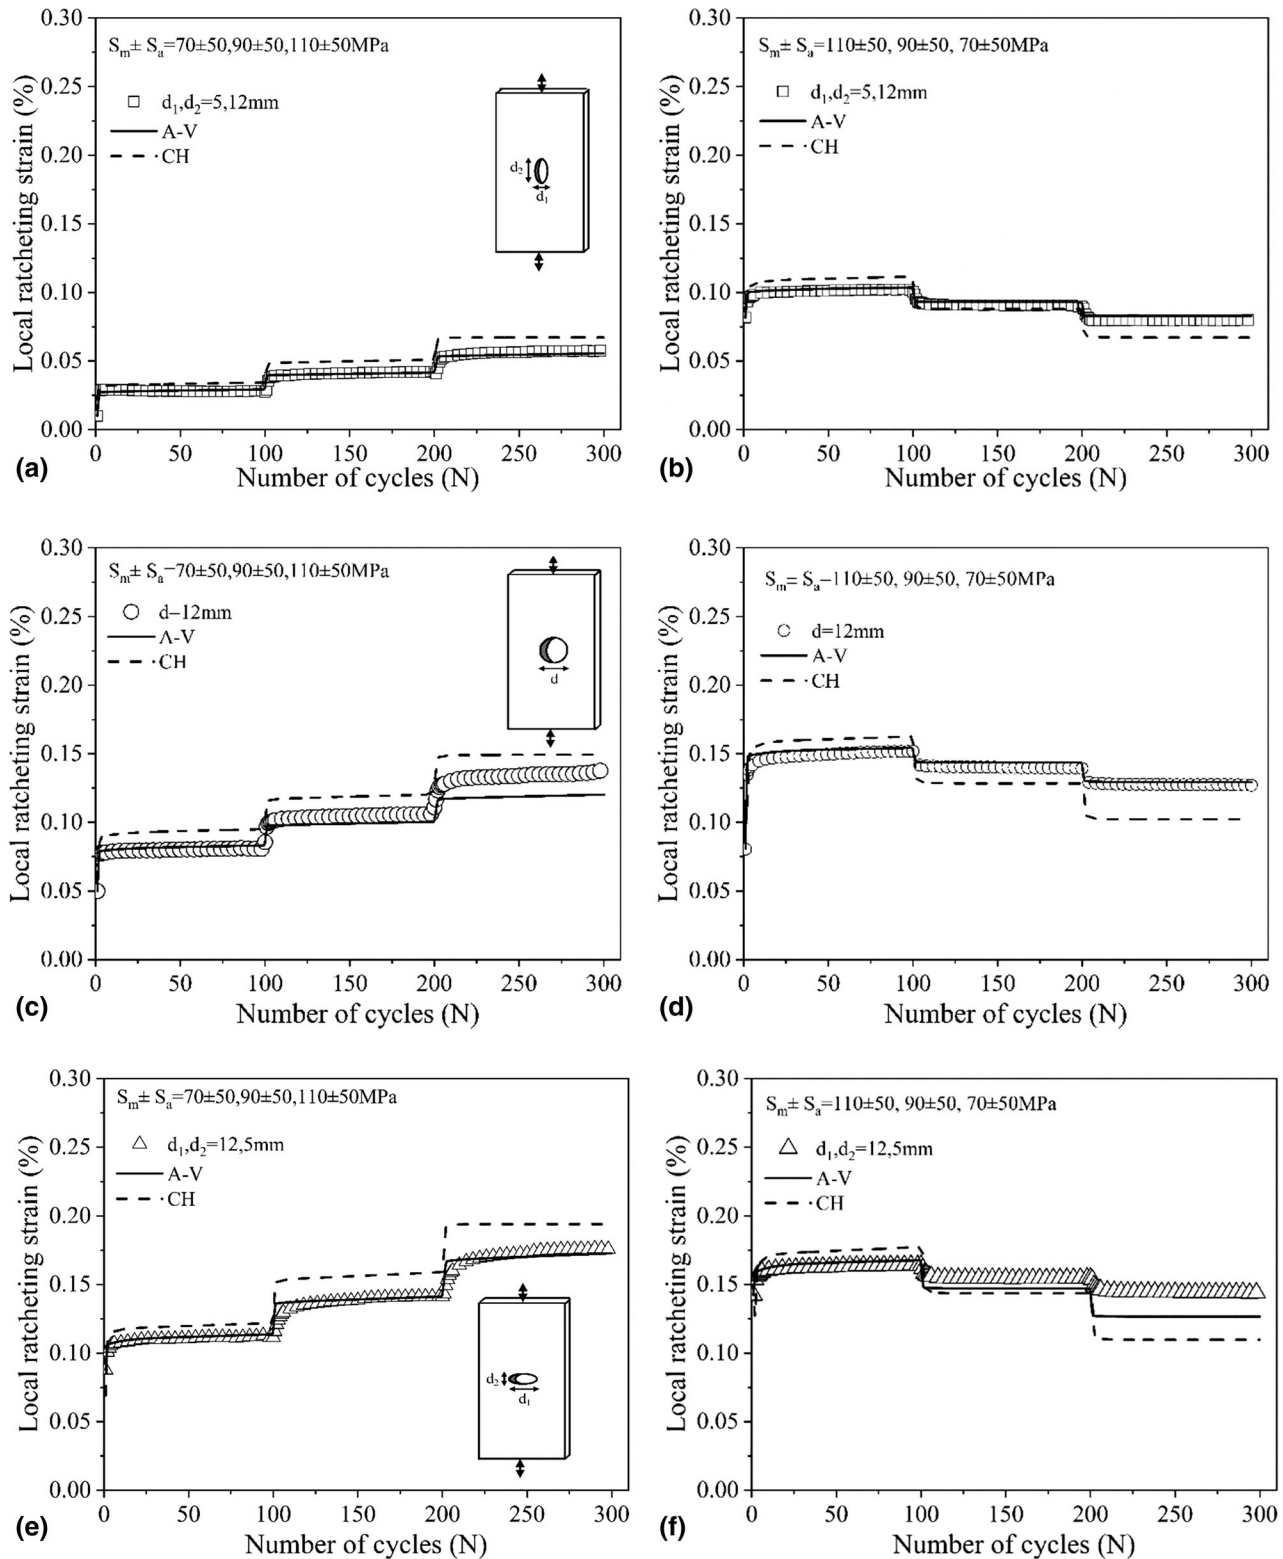 S_m± S_a=70±50,90±50,110±50MPa
d_1,d_2=5,12mm
A-V
CH
d_2
d_1
Local ratcheting strain (%)
0.30
0.25
0.20
0.15
0.10
0.05
0.00
0 50 100 150 200 250 300
(a)
Number of cycles (N)
S_m± S_a=110±50, 90±50, 70±50MPa
d_1,d_2=5,12mm
A-V
CH
Local ratcheting strain (%)
0.30
0.25
0.20
0.15
0.10
0.05
0.00
0 50 100 150 200 250 300
(b)
Number of cycles (N)
S_m± S_a=70±50,90±50,110±50MPa
d=12mm
A-V
CH
d
Local ratcheting strain (%)
0.30
0.25
0.20
0.15
0.10
0.05
0.00
0 50 100 150 200 250 300
(c)
Number of cycles (N)
S_m= S_a=110±50, 90±50, 70±50MPa
d=12mm
A-V
CH
Local ratcheting strain (%)
0.30
0.25
0.20
0.15
0.10
0.05
0.00
0 50 100 150 200 250 300
(d)
Number of cycles (N)
S_m± S_a=70±50,90±50,110±50MPa
d_1,d_2=12,5mm
A-V
CH
d_2
d_1
Local ratcheting strain (%)
0.30
0.25
0.20
0.15
0.10
0.05
0.00
0 50 100 150 200 250 300
(e)
Number of cycles (N)
S_m± S_a=110±50, 90±50, 70±50MPa
d_1,d_2=12,5mm
A-V
CH
Local ratcheting strain (%)
0.30
0.25
0.20
0.15
0.10
0.05
0.00
0 50 100 150 200 250 300
(f)
Number of cycles (N)